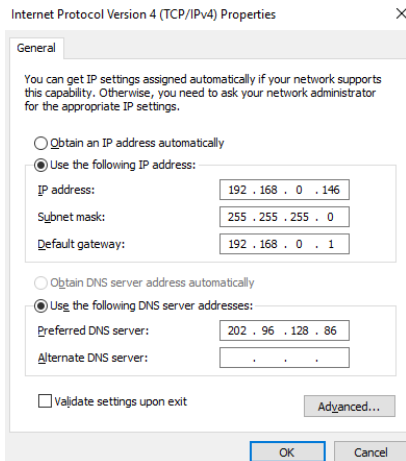 Internet Protocol Version 4 (TCP/IPv4) Properties
General
You can get IP settings assigned automatically if your network supports
this capability. Otherwise, you need to ask your network administrator
for the appropriate IP settings.
Obtain an IP address automatically
Use the following IP address:
IP address: 192 . 168 . 0 . 146
Subnet mask: 255 . 255 . 255 . 0
Default gateway: 192 . 168 . 0 . 1
Obtain DNS server address automatically
Use the following DNS server addresses:
Preferred DNS server: 202 . 96 . 128 . 86
Alternate DNS server: . . .
Validate settings upon exit
Advanced...
OK Cancel